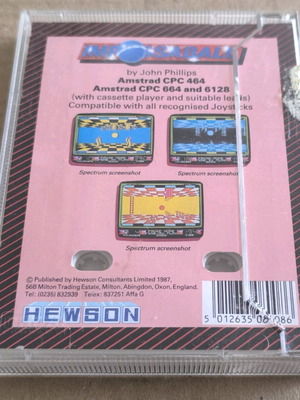 by John Phillips
Amstrad CPC 464
Amstrad CPC 664 and 6128
(with cassette player and suitable leads)
Compatible with all recognised Joysticks
Spectrum screenshot
Spectrum screenshot
Spectrum screenshot
© Published by Hewson Consultants Limited 1987,
56B Milton Trading Estate, Milton, Abingdon, Oxon, England.
Tel: (0235) 832939 Telex: 837251 Affa G
HEWSON
5 012635 08 086